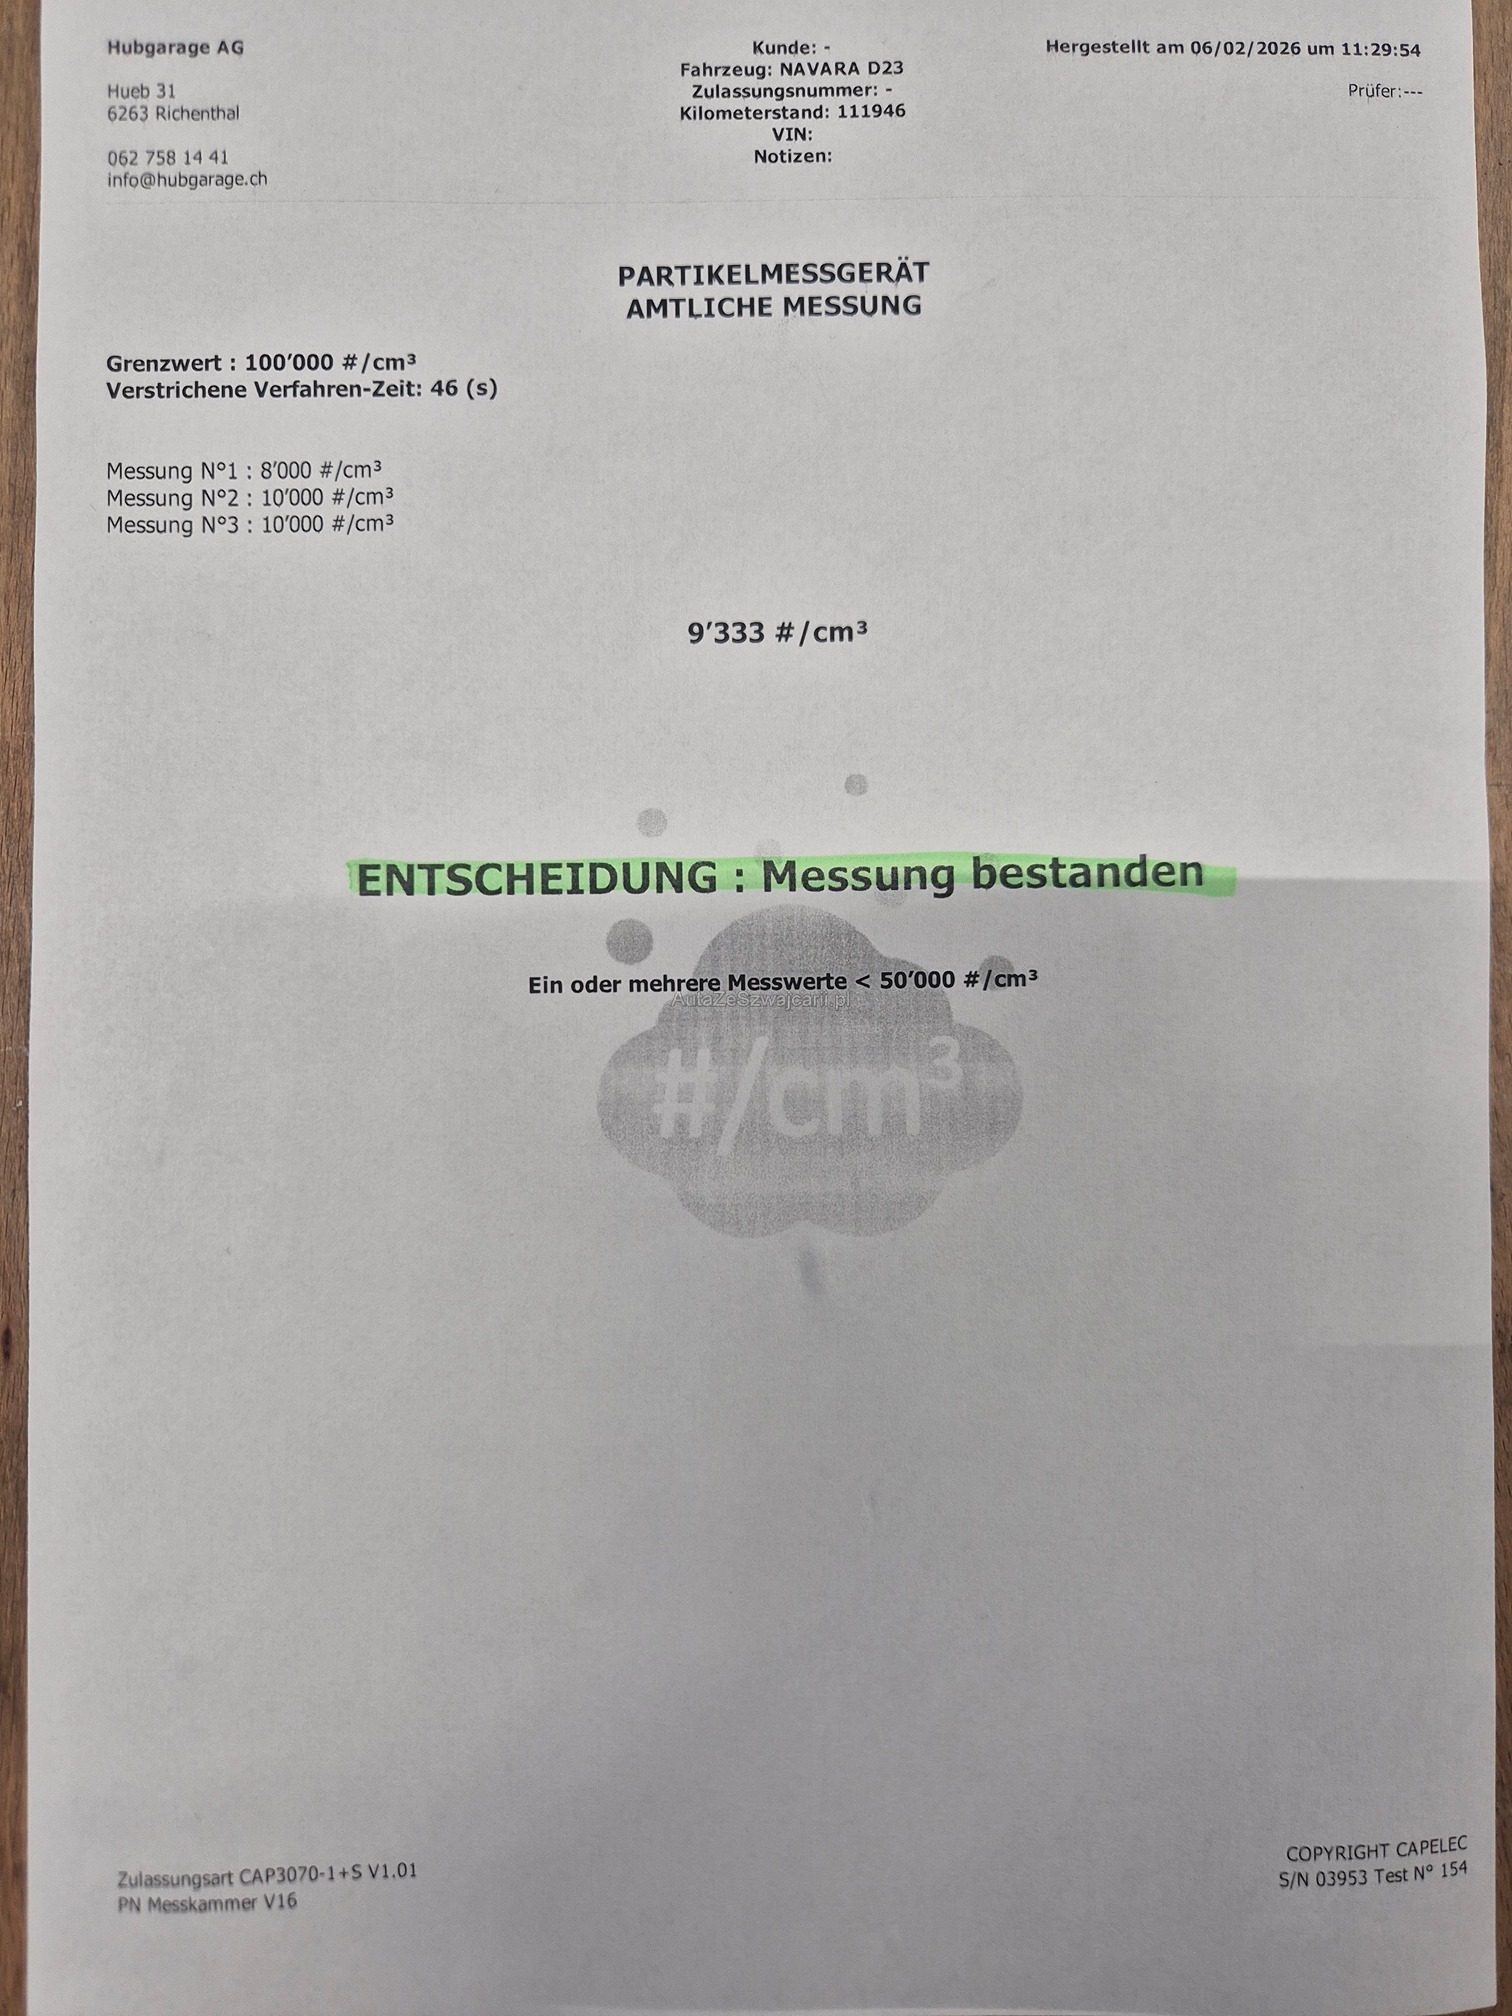 Hubgarage AG
Hueb 31
6263 Richenthal
062 758 14 41
info@hubgarage.ch
Kunde: -
Fahrzeug: NAVARA D23
Zulassungsnummer: -
Kilometerstand: 111946
VIN:
Notizen:
Hergestellt am 06/02/2026 um 11:29:54
Prüfer:---
PARTIKELMESSGERÄT
AMTLICHE MESSUNG
Grenzwert : 100’000 #/cm³
Verstrichene Verfahren-Zeit: 46 (s)
Messung N°1 : 8’000 #/cm³
Messung N°2 : 10’000 #/cm³
Messung N°3 : 10’000 #/cm³
9’333 #/cm³
ENTSCHEIDUNG : Messung bestanden
Ein oder mehrere Messwerte < 50’000 #/cm³
AutaZeSzwajcarii.pl
#/cm³
Zulassungsart CAP3070-1+S V1.01
PN Messkammer V16
COPYRIGHT CAPELEC
S/N 03953 Test N° 154